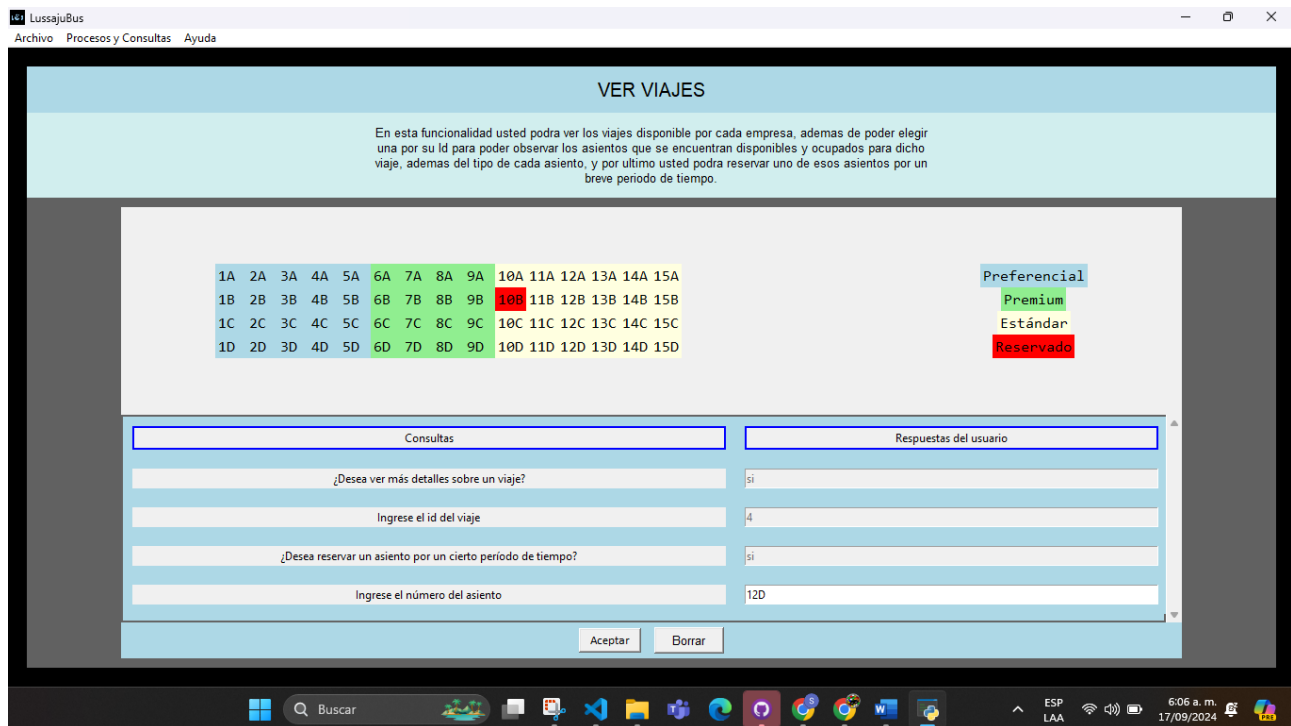 LussajuBus
Archivo Procesos y Consultas Ayuda
VER VIAJES
En esta funcionalidad usted podra ver los viajes disponible por cada empresa, ademas de poder elegir
una por su Id para poder observar los asientos que se encuentran disponibles y ocupados para dicho
viaje, ademas del tipo de cada asiento, y por ultimo usted podra reservar uno de esos asientos por un
breve periodo de tiempo.
1A 2A 3A 4A 5A 6A 7A 8A 9A 10A 11A 12A 13A 14A 15A
1B 2B 3B 4B 5B 6B 7B 8B 9B 10B 11B 12B 13B 14B 15B
1C 2C 3C 4C 5C 6C 7C 8C 9C 10C 11C 12C 13C 14C 15C
1D 2D 3D 4D 5D 6D 7D 8D 9D 10D 11D 12D 13D 14D 15D
Preferencial
Premium
Estándar
Reservado
Consultas Respuestas del usuario
¿Desea ver más detalles sobre un viaje? si
Ingrese el id del viaje 4
¿Desea reservar un asiento por un cierto período de tiempo? si
Ingrese el número del asiento 12D
Aceptar Borrar
Buscar
ESP
LAA
6:06 a. m.
17/09/2024